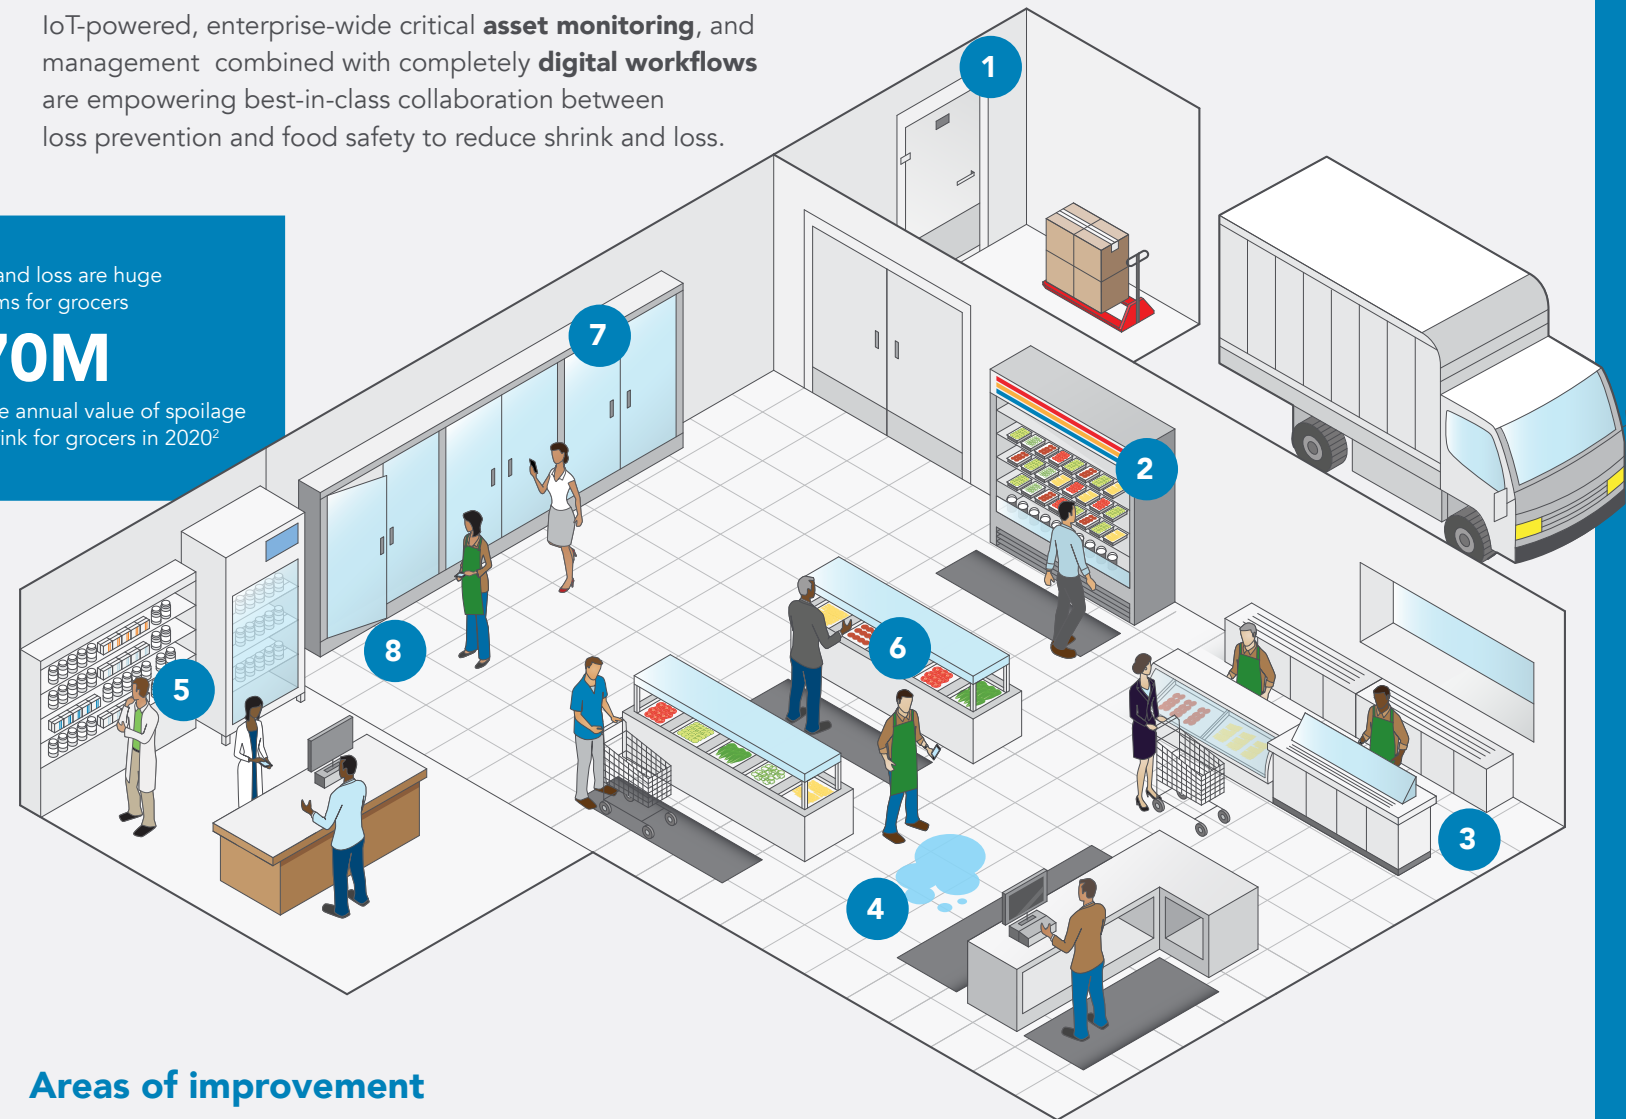 IoT-powered, enterprise-wide critical asset monitoring, and
management combined with completely digital workflows
are empowering best-in-class collaboration between
loss prevention and food safety to reduce shrink and loss.
and loss are huge
for grocers
70M
annual value of spoilage
for grocers in 2020²
1
7
2
8
6
5
3
4
Areas of improvement